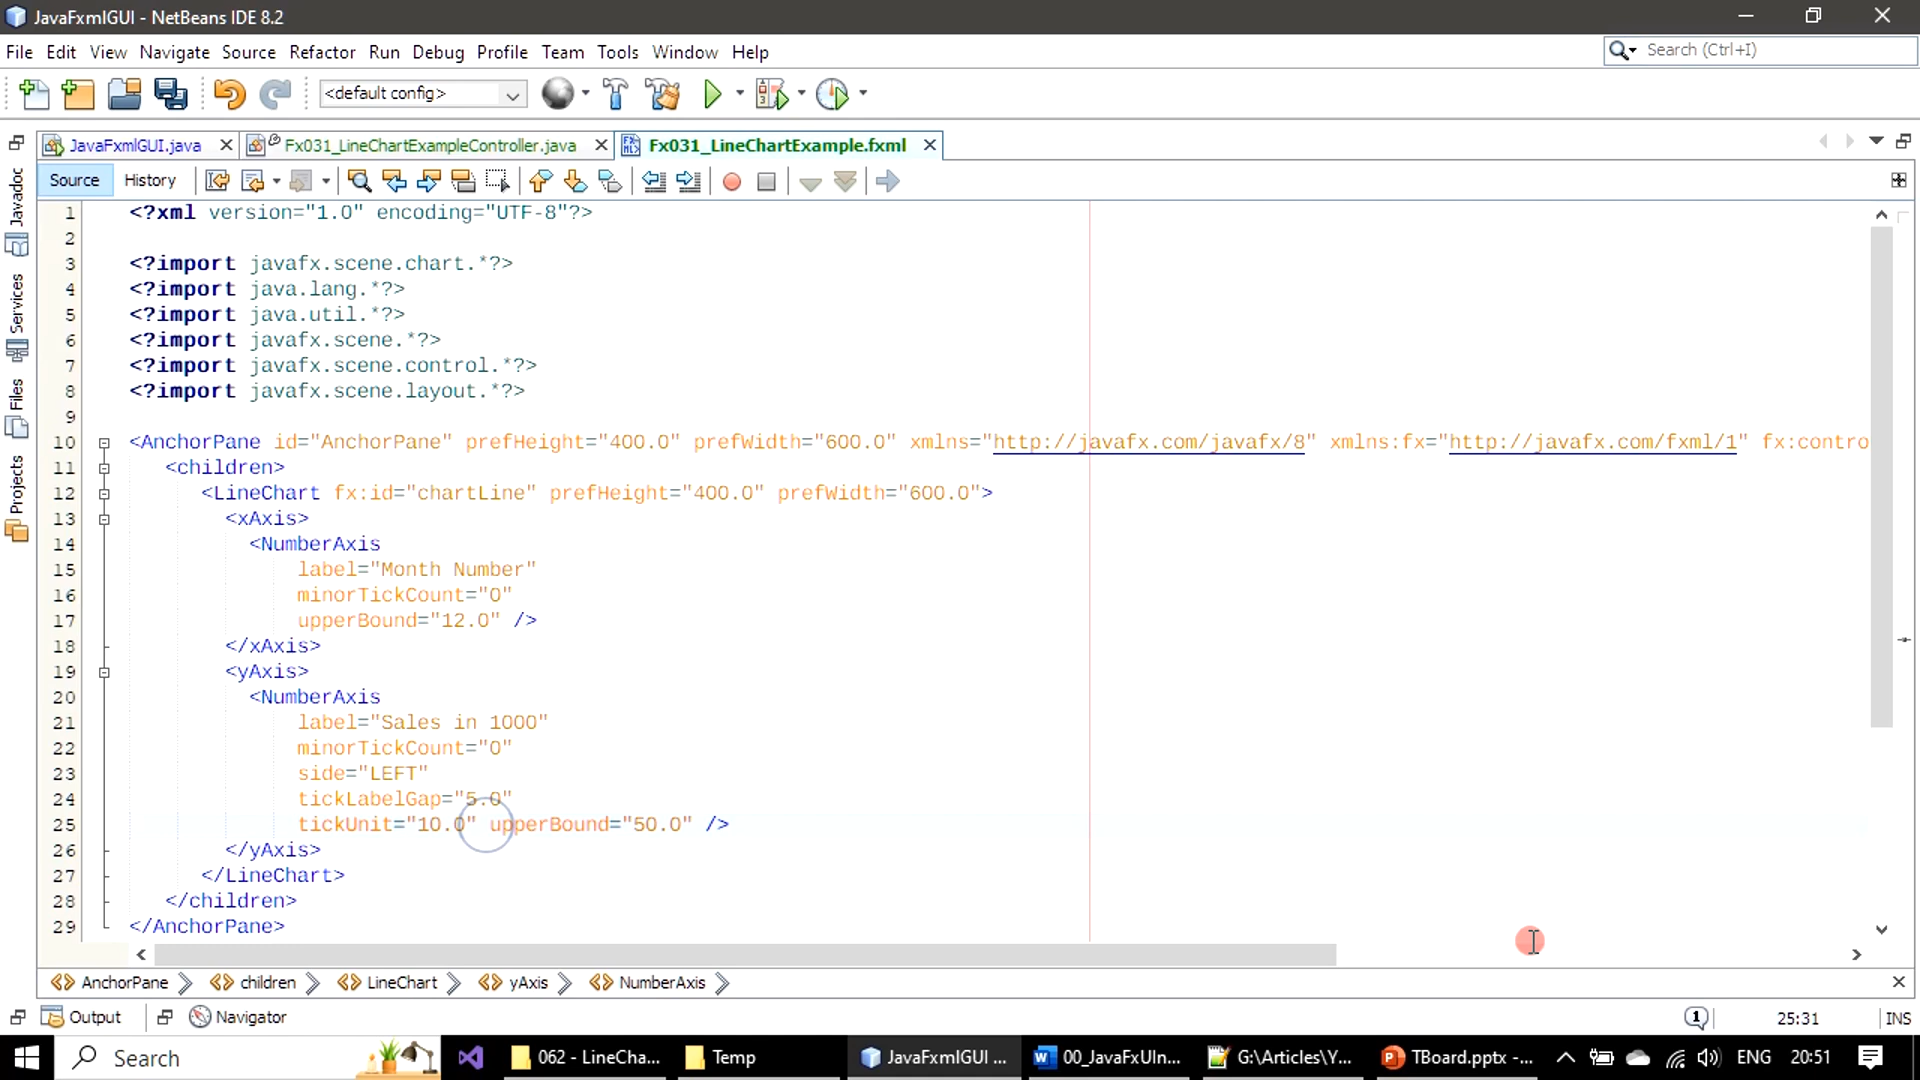 JavaFxmlGUI - NetBeans IDE 8.2
File Edit View Navigate Source Refactor Run Debug Profile Team Tools Window Help
Search (Ctrl+I)
<default config>
JavaFxmlGUI.java
Fx031_LineChartExampleController.java
Fx031_LineChartExample.fxml
Source History
Javadoc
Services
Files
Projects
1 <?xml version="1.0" encoding="UTF-8"?>
2
3 <?import javafx.scene.chart.*?>
4 <?import java.lang.*?>
5 <?import java.util.*?>
6 <?import javafx.scene.*?>
7 <?import javafx.scene.control.*?>
8 <?import javafx.scene.layout.*?>
9
10 <AnchorPane id="AnchorPane" prefHeight="400.0" prefWidth="600.0" xmlns="http://javafx.com/javafx/8" xmlns:fx="http://javafx.com/fxml/1" fx:contro
11 <children>
12 <LineChart fx:id="chartLine" prefHeight="400.0" prefWidth="600.0">
13 <xAxis>
14 <NumberAxis
15 label="Month Number"
16 minorTickCount="0"
17 upperBound="12.0" />
18 </xAxis>
19 <yAxis>
20 <NumberAxis
21 label="Sales in 1000"
22 minorTickCount="0"
23 side="LEFT"
24 tickLabelGap="5.0"
25 tickUnit="10.0" upperBound="50.0" />
26 </yAxis>
27 </LineChart>
28 </children>
29 </AnchorPane>
AnchorPane children LineChart yAxis NumberAxis
Output Navigator
1 25:31 INS
Search
062 - LineCha...
Temp
JavaFxmlGUI ...
00_JavaFxUIn...
G:\Articles\Y...
TBoard.pptx -...
ENG 20:51